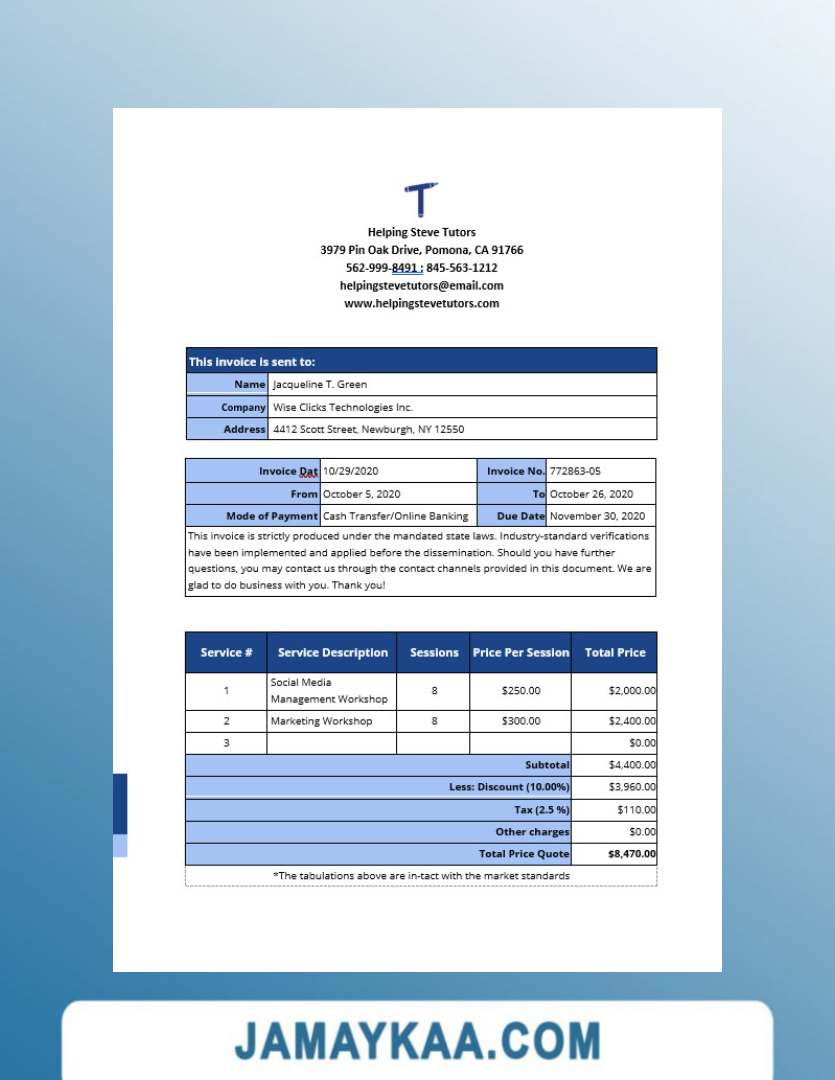 T
Helping Steve Tutors
3979 Pin Oak Drive, Pomona, CA 91766
562-999-8491 ; 845-563-1212
helpingstevetutors@email.com
www.helpingstevetutors.com
This invoice is sent to:
Name Jacqueline T. Green
Company Wise Clicks Technologies Inc.
Address 4412 Scott Street, Newburgh, NY 12550
Invoice Dat 10/29/2020 Invoice No. 772863-05
From October 5, 2020 To October 26, 2020
Mode of Payment Cash Transfer/Online Banking Due Date November 30, 2020
This invoice is strictly produced under the mandated state laws. Industry-standard verifications
have been implemented and applied before the dissemination. Should you have further
questions, you may contact us through the contact channels provided in this document. We are
glad to do business with you. Thank you!
Service # Service Description Sessions Price Per Session Total Price
1 Social Media
Management Workshop 8 $250.00 $2,000.00
2 Marketing Workshop 8 $300.00 $2,400.00
3 $0.00
Subtotal $4,400.00
Less: Discount (10.00%) $3,960.00
Tax (2.5 %) $110.00
Other charges $0.00
Total Price Quote $8,470.00
*The tabulations above are in-tact with the market standards
JAMAYKAA.COM